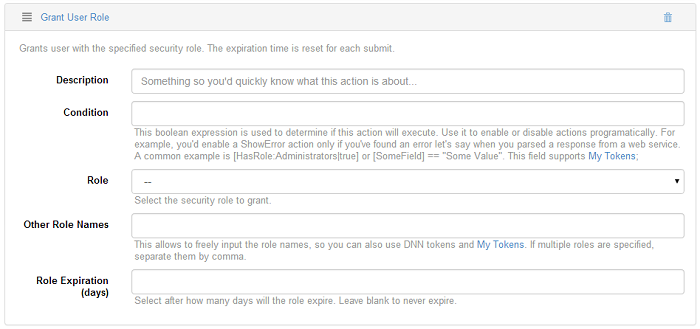 Grant User Role
Grants user with the specified security role. The expiration time is reset for each submit.
Description
Something so you'd quickly know what this action is about...
Condition
This boolean expression is used to determine if this action will execute. Use it to enable or disable actions programatically. For
example, you'd enable a ShowError action only if you've found an error let's say when you parsed a response from a web service.
A common example is [HasRole:Administrators|true] or [SomeField] == "Some Value". This field supports My Tokens;
Role
--
Select the security role to grant.
Other Role Names
This allows to freely input the role names, so you can also use DNN tokens and My Tokens. If multiple roles are specified,
separate them by comma.
Role Expiration
(days)
Select after how many days will the role expire. Leave blank to never expire.